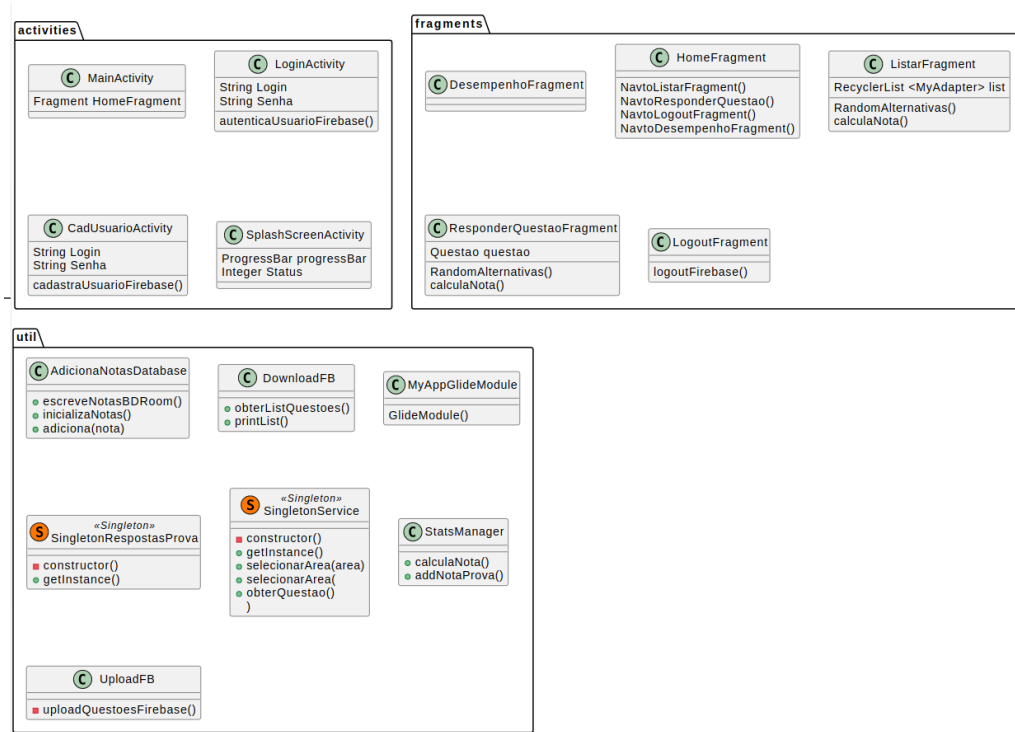 activities
C MainActivity
Fragment HomeFragment
C LoginActivity
String Login
String Senha
autenticaUsuarioFirebase()
C CadUsuarioActivity
String Login
String Senha
cadastraUsuarioFirebase()
C SplashScreenActivity
ProgressBar progressBar
Integer Status
fragments
C DesempenhoFragment
C HomeFragment
NavtoListarFragment()
NavtoResponderQuestao()
NavtoLogoutFragment()
NavtoDesempenhoFragment()
C ListarFragment
RecyclerList <MyAdapter> list
RandomAlternativas()
calculaNota()
C ResponderQuestaoFragment
Questao questao
RandomAlternativas()
calculaNota()
C LogoutFragment
logoutFirebase()
util
C AdicionaNotasDatabase
escreveNotasBDRoom()
inicializaNotas()
adiciona(nota)
C DownloadFB
obterListQuestoes()
printList()
C MyAppGlideModule
GlideModule()
S «Singleton»
SingletonRespostasProva
constructor()
getInstance()
S «Singleton»
SingletonService
constructor()
getInstance()
selecionarArea(area)
selecionarArea(
obterQuestao()
)
C StatsManager
calculaNota()
addNotaProva()
C UploadFB
uploadQuestoesFirebase()